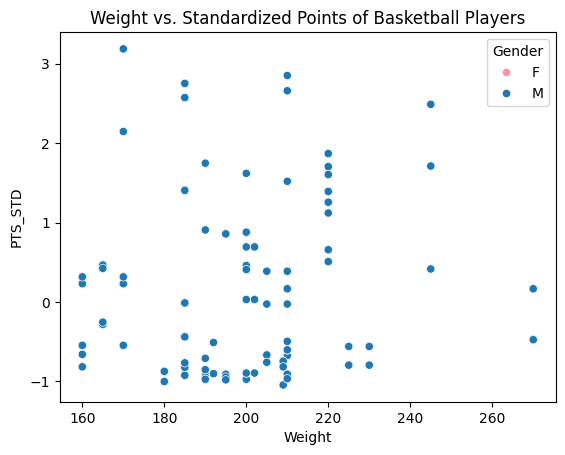 Weight vs. Standardized Points of Basketball Players
Gender
F
M
PTS_STD
3
2
1
0
−1
160 180 200 220 240 260
Weight